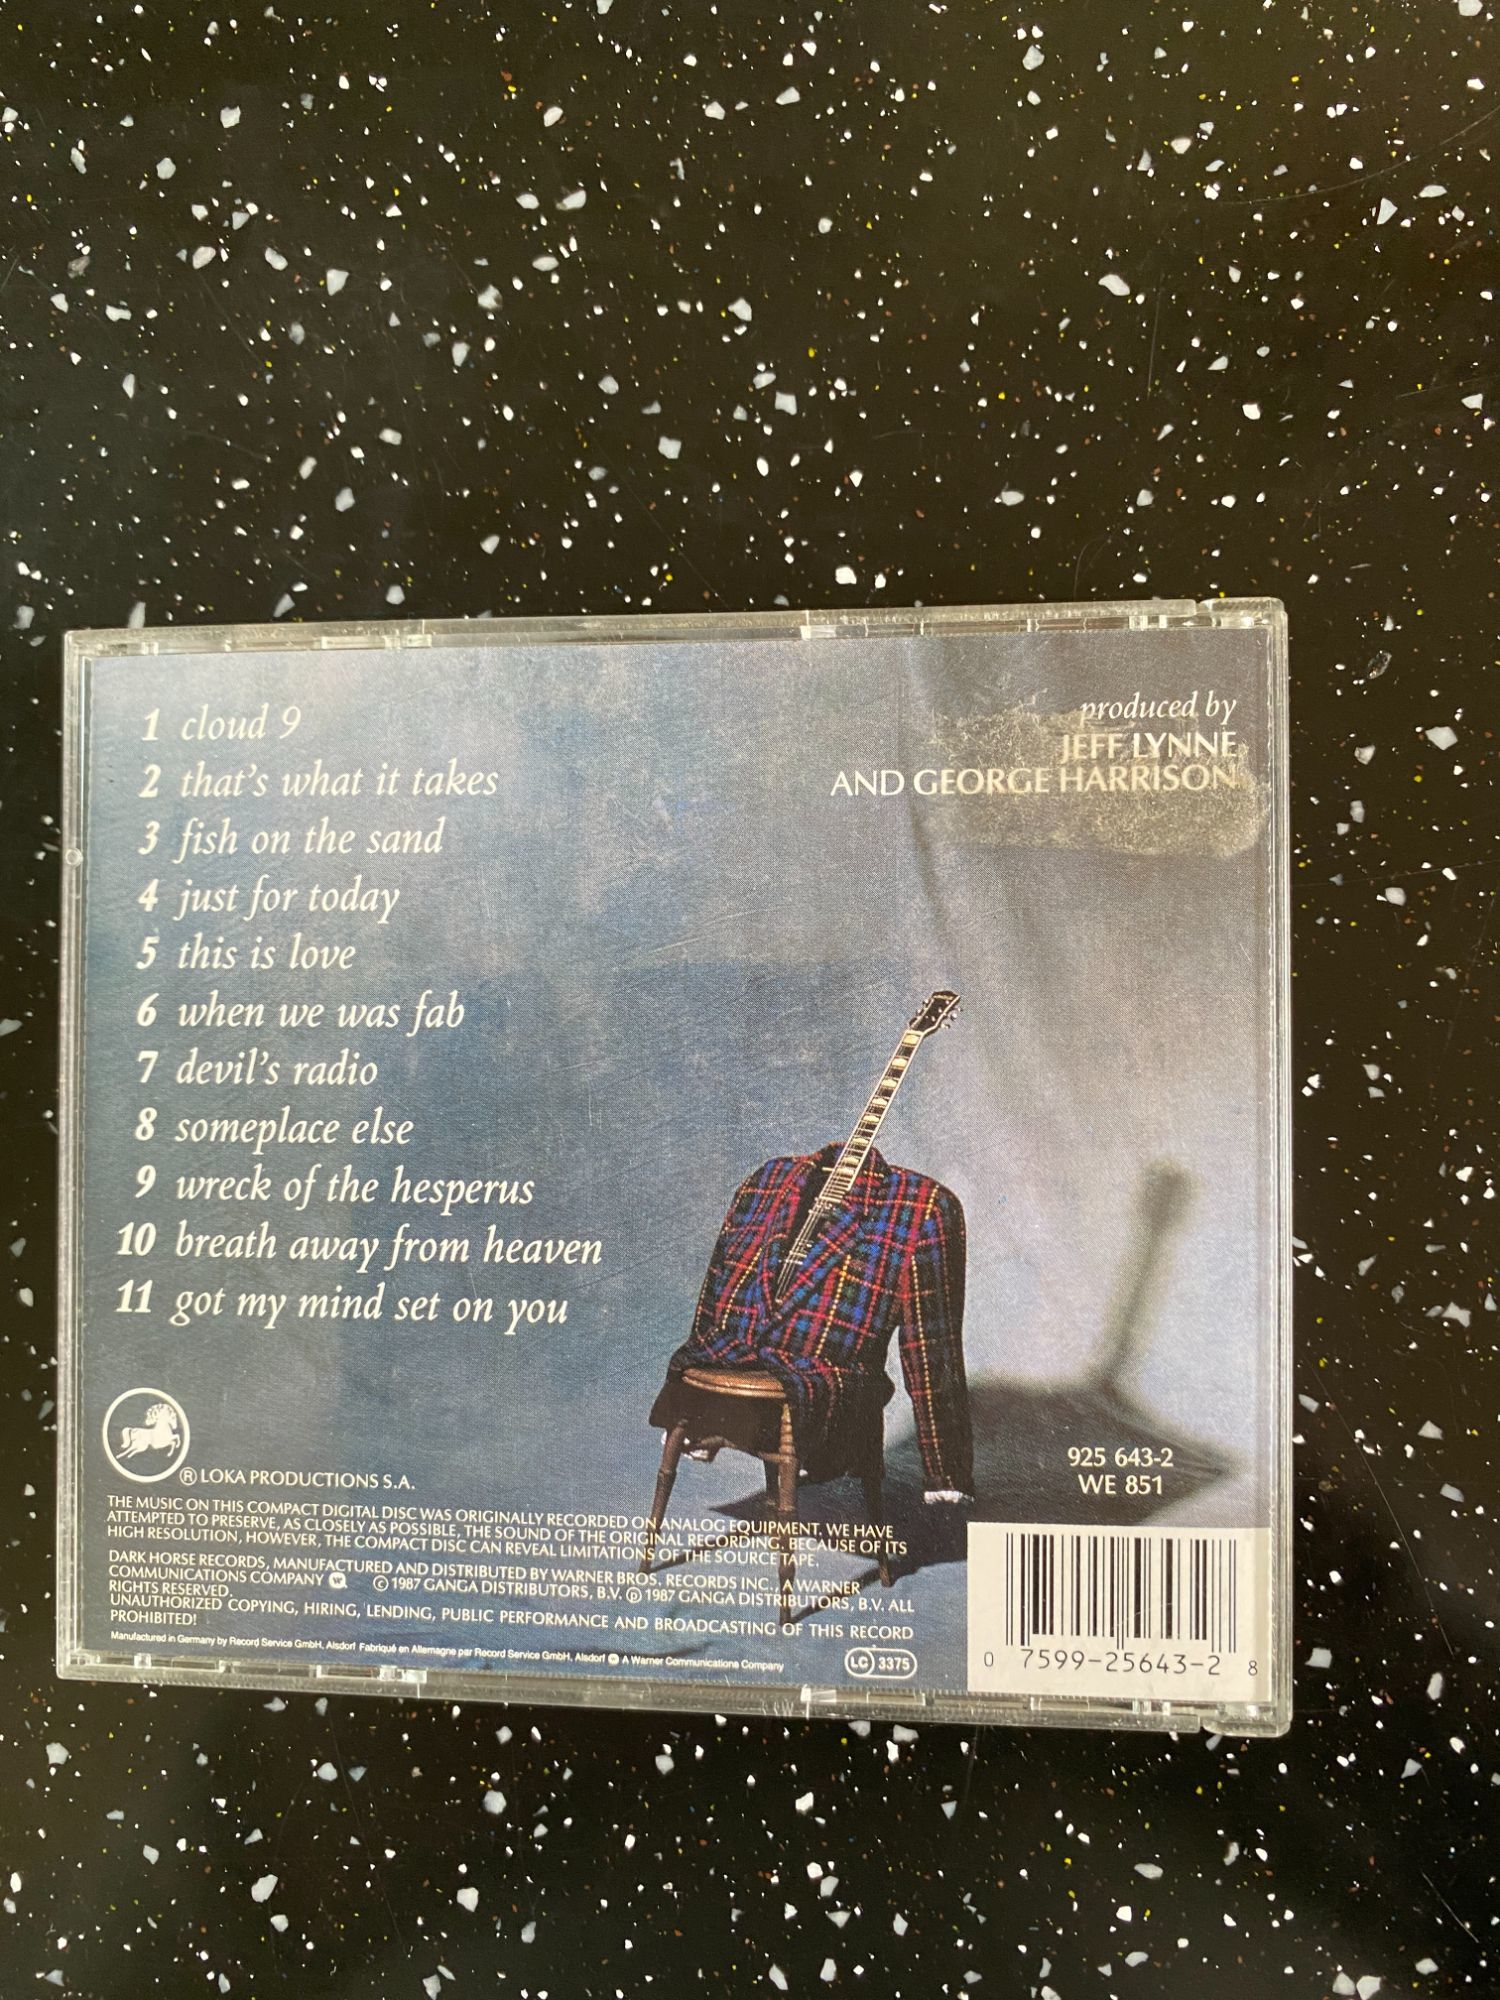 1 cloud 9
2 that's what it takes
3 fish on the sand
4 just for today
5 this is love
6 when we was fab
7 devil's radio
8 someplace else
9 wreck of the hesperus
10 breath away from heaven
11 got my mind set on you
produced by
JEFF LYNNE
AND GEORGE HARRISON
® LOKA PRODUCTIONS S.A.
THE MUSIC ON THIS COMPACT DIGITAL DISC WAS ORIGINALLY RECORDED ON ANALOG EQUIPMENT. WE HAVE
ATTEMPTED TO PRESERVE, AS CLOSELY AS POSSIBLE, THE SOUND OF THE ORIGINAL RECORDING. BECAUSE OF ITS
HIGH RESOLUTION, HOWEVER, THE COMPACT DISC CAN REVEAL LIMITATIONS OF THE SOURCE TAPE.
DARK HORSE RECORDS, MANUFACTURED AND DISTRIBUTED BY WARNER BROS. RECORDS INC., A WARNER
COMMUNICATIONS COMPANY © 1987 GANGA DISTRIBUTORS, B.V. ℗ 1987 GANGA DISTRIBUTORS, B.V. ALL
RIGHTS RESERVED.
UNAUTHORIZED COPYING, HIRING, LENDING, PUBLIC PERFORMANCE AND BROADCASTING OF THIS RECORD
PROHIBITED!
Manufactured in Germany by Record Service GmbH, Alsdorf Fabriqué en Allemagne par Record Service GmbH, Alsdorf A Warner Communications Company
LC 3375
925 643-2
WE 851
0 7599-25643-2 8